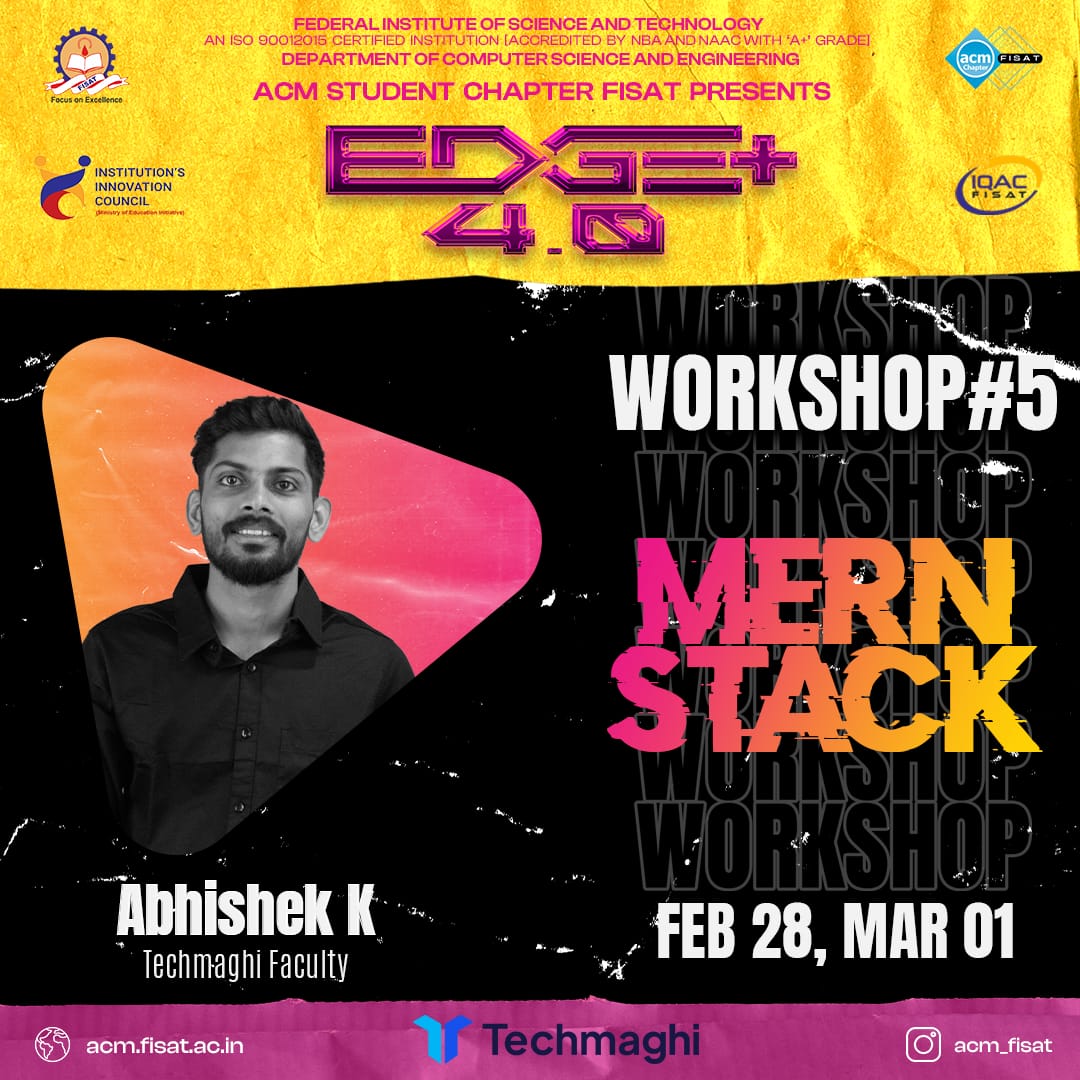 FEDERAL INSTITUTE OF SCIENCE AND TECHNOLOGY
AN ISO 90012015 CERTIFIED INSTITUTION [ACCREDITED BY NBA AND NAAC WITH 'A+' GRADE]
DEPARTMENT OF COMPUTER SCIENCE AND ENGINEERING
ACM STUDENT CHAPTER FISAT PRESENTS
FISAT
Focus on Excellence
acm
Chapter
FISAT
EDGE+
4.0
INSTITUTION'S
INNOVATION
COUNCIL
(Ministry of Education Initiative)
IQAC
FISAT
WORKSHOP
WORKSHOP#5
WORKSHOP
WORKSHOP
MERN
WORKSHOP
STACK
WORKSHOP
WORKSHOP
Abhishek K
Techmaghi Faculty
FEB 28, MAR 01
acm.fisat.ac.in
Techmaghi
acm_fisat